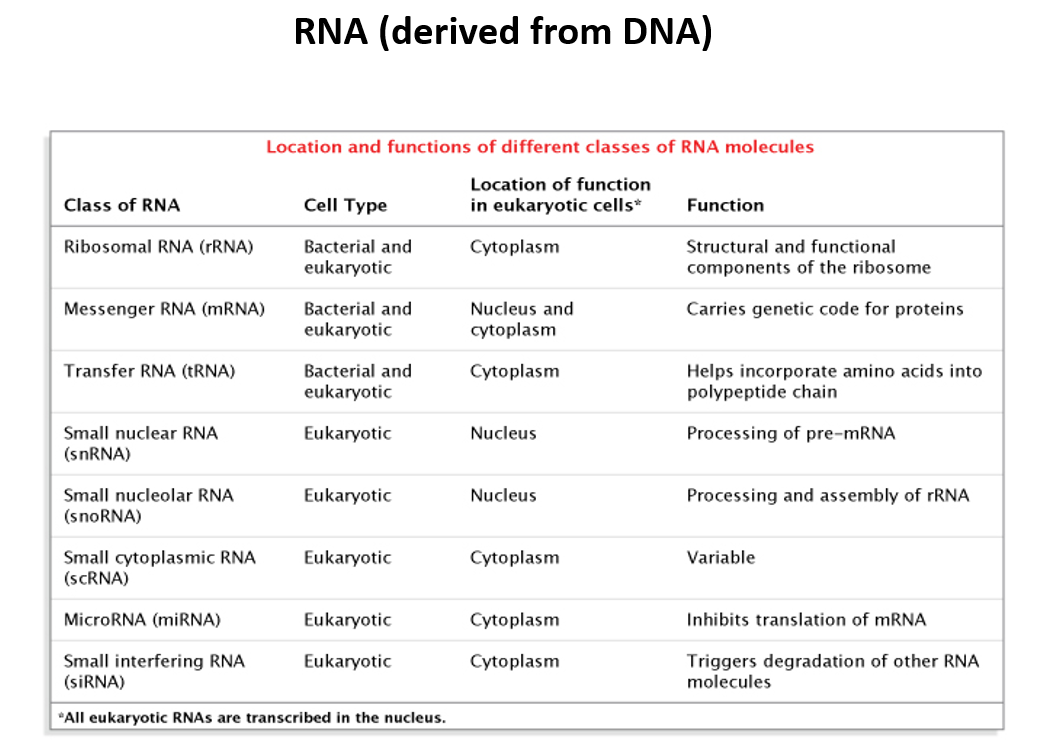 RNA (derived from DNA)
Location and functions of different classes of RNA molecules
Class of RNA Cell Type Location of function in eukaryotic cells* Function
Ribosomal RNA (rRNA) Bacterial and eukaryotic Cytoplasm Structural and functional components of the ribosome
Messenger RNA (mRNA) Bacterial and eukaryotic Nucleus and cytoplasm Carries genetic code for proteins
Transfer RNA (tRNA) Bacterial and eukaryotic Cytoplasm Helps incorporate amino acids into polypeptide chain
Small nuclear RNA (snRNA) Eukaryotic Nucleus Processing of pre-mRNA
Small nucleolar RNA (snoRNA) Eukaryotic Nucleus Processing and assembly of rRNA
Small cytoplasmic RNA (scRNA) Eukaryotic Cytoplasm Variable
MicroRNA (miRNA) Eukaryotic Cytoplasm Inhibits translation of mRNA
Small interfering RNA (siRNA) Eukaryotic Cytoplasm Triggers degradation of other RNA molecules
*All eukaryotic RNAs are transcribed in the nucleus.